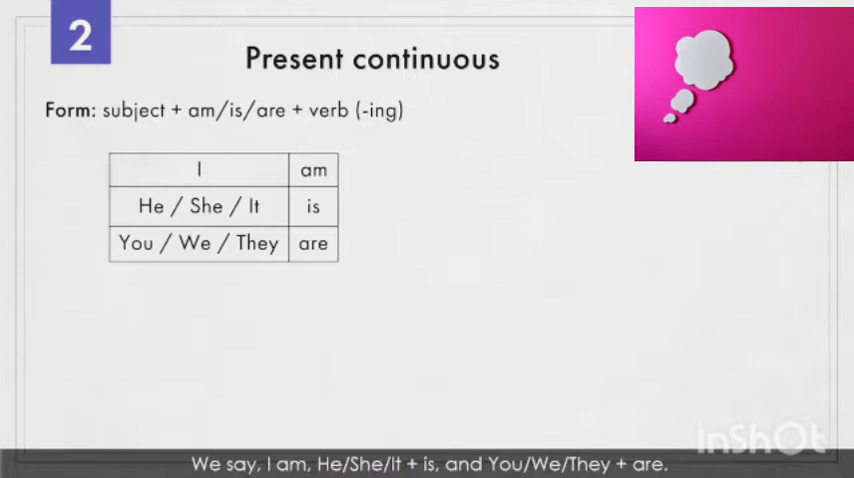 2
Present continuous
Form: subject + am/is/are + verb (-ing)
I am
He / She / It is
You / We / They are
InShOt
We say, I am, He/She/It + is, and You/We/They + are.